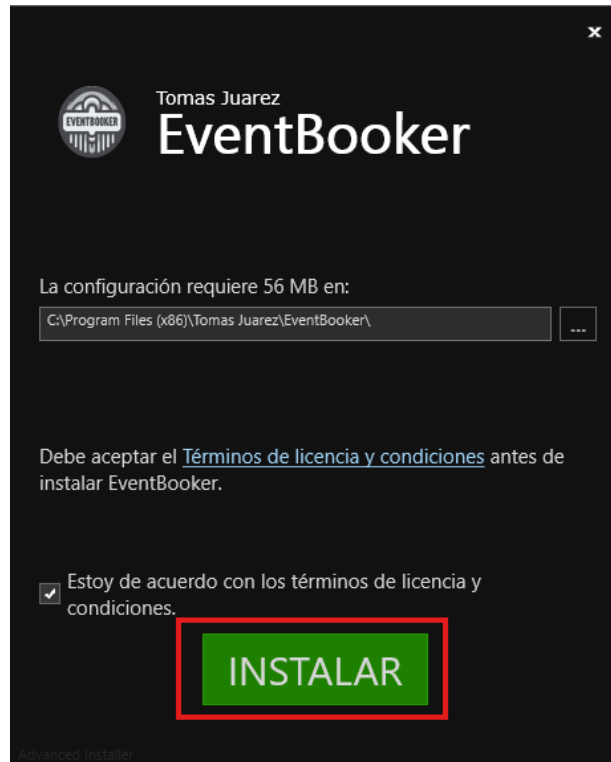 x
Tomas Juarez
EVENTBOOKER
EventBooker
La configuración requiere 56 MB en:
C:\Program Files (x86)\Tomas Juarez\EventBooker\
...
Debe aceptar el Términos de licencia y condiciones antes de
instalar EventBooker.
Estoy de acuerdo con los términos de licencia y
condiciones.
INSTALAR
Advanced Installer